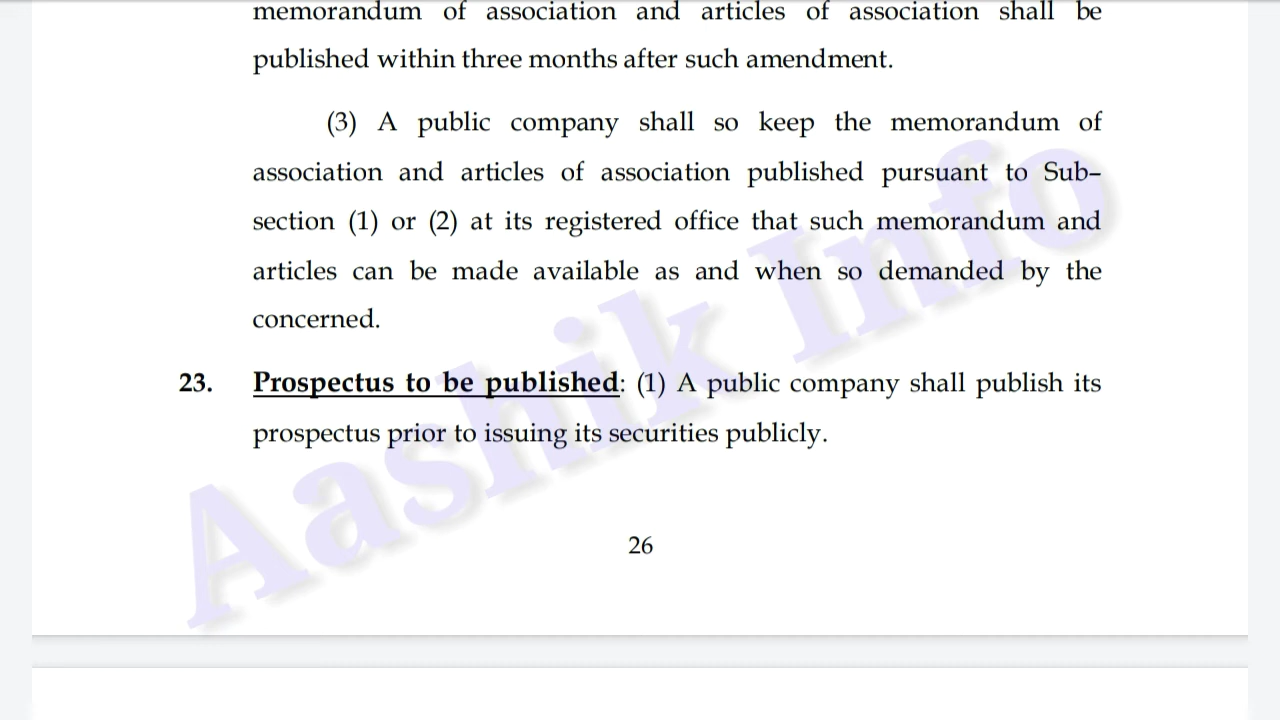 memorandum of association and articles of association shall be
published within three months after such amendment.
(3) A public company shall so keep the memorandum of
association and articles of association published pursuant to Sub–
section (1) or (2) at its registered office that such memorandum and
articles can be made available as and when so demanded by the
concerned.
23. Prospectus to be published: (1) A public company shall publish its
prospectus prior to issuing its securities publicly.
26
Aashik Info